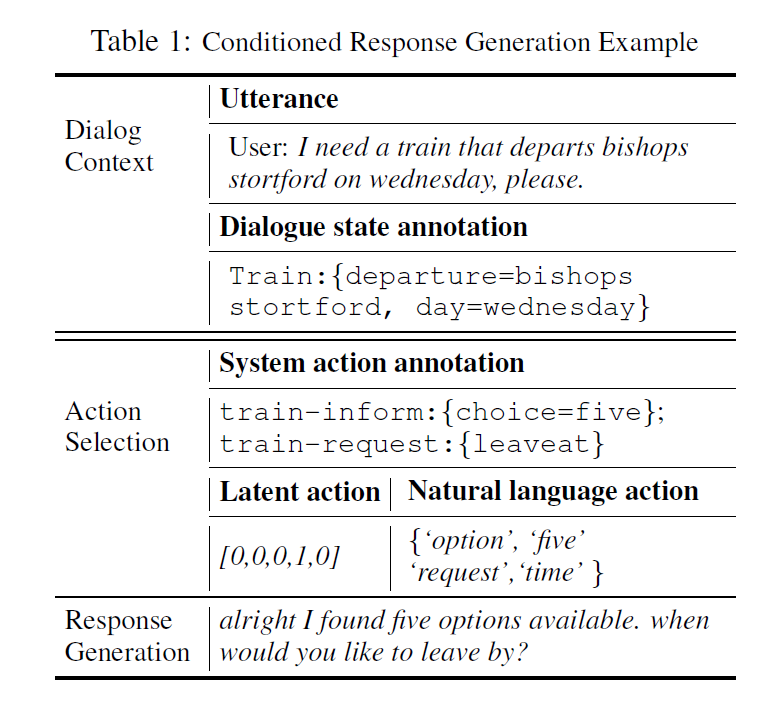 Table 1: Conditioned Response Generation Example
Utterance
Dialog
Context
User: I need a train that departs bishops
stortford on wednesday, please.
Dialogue state annotation
Train:{departure=bishops
stortford, day=wednesday}
System action annotation
Action
Selection
train-inform:{choice=five};
train-request:{leaveat}
Latent action
Natural language action
[0,0,0,1,0]
{‘option’, ‘five’
‘request’,‘time’ }
Response
Generation
alright I found five options available. when
would you like to leave by?